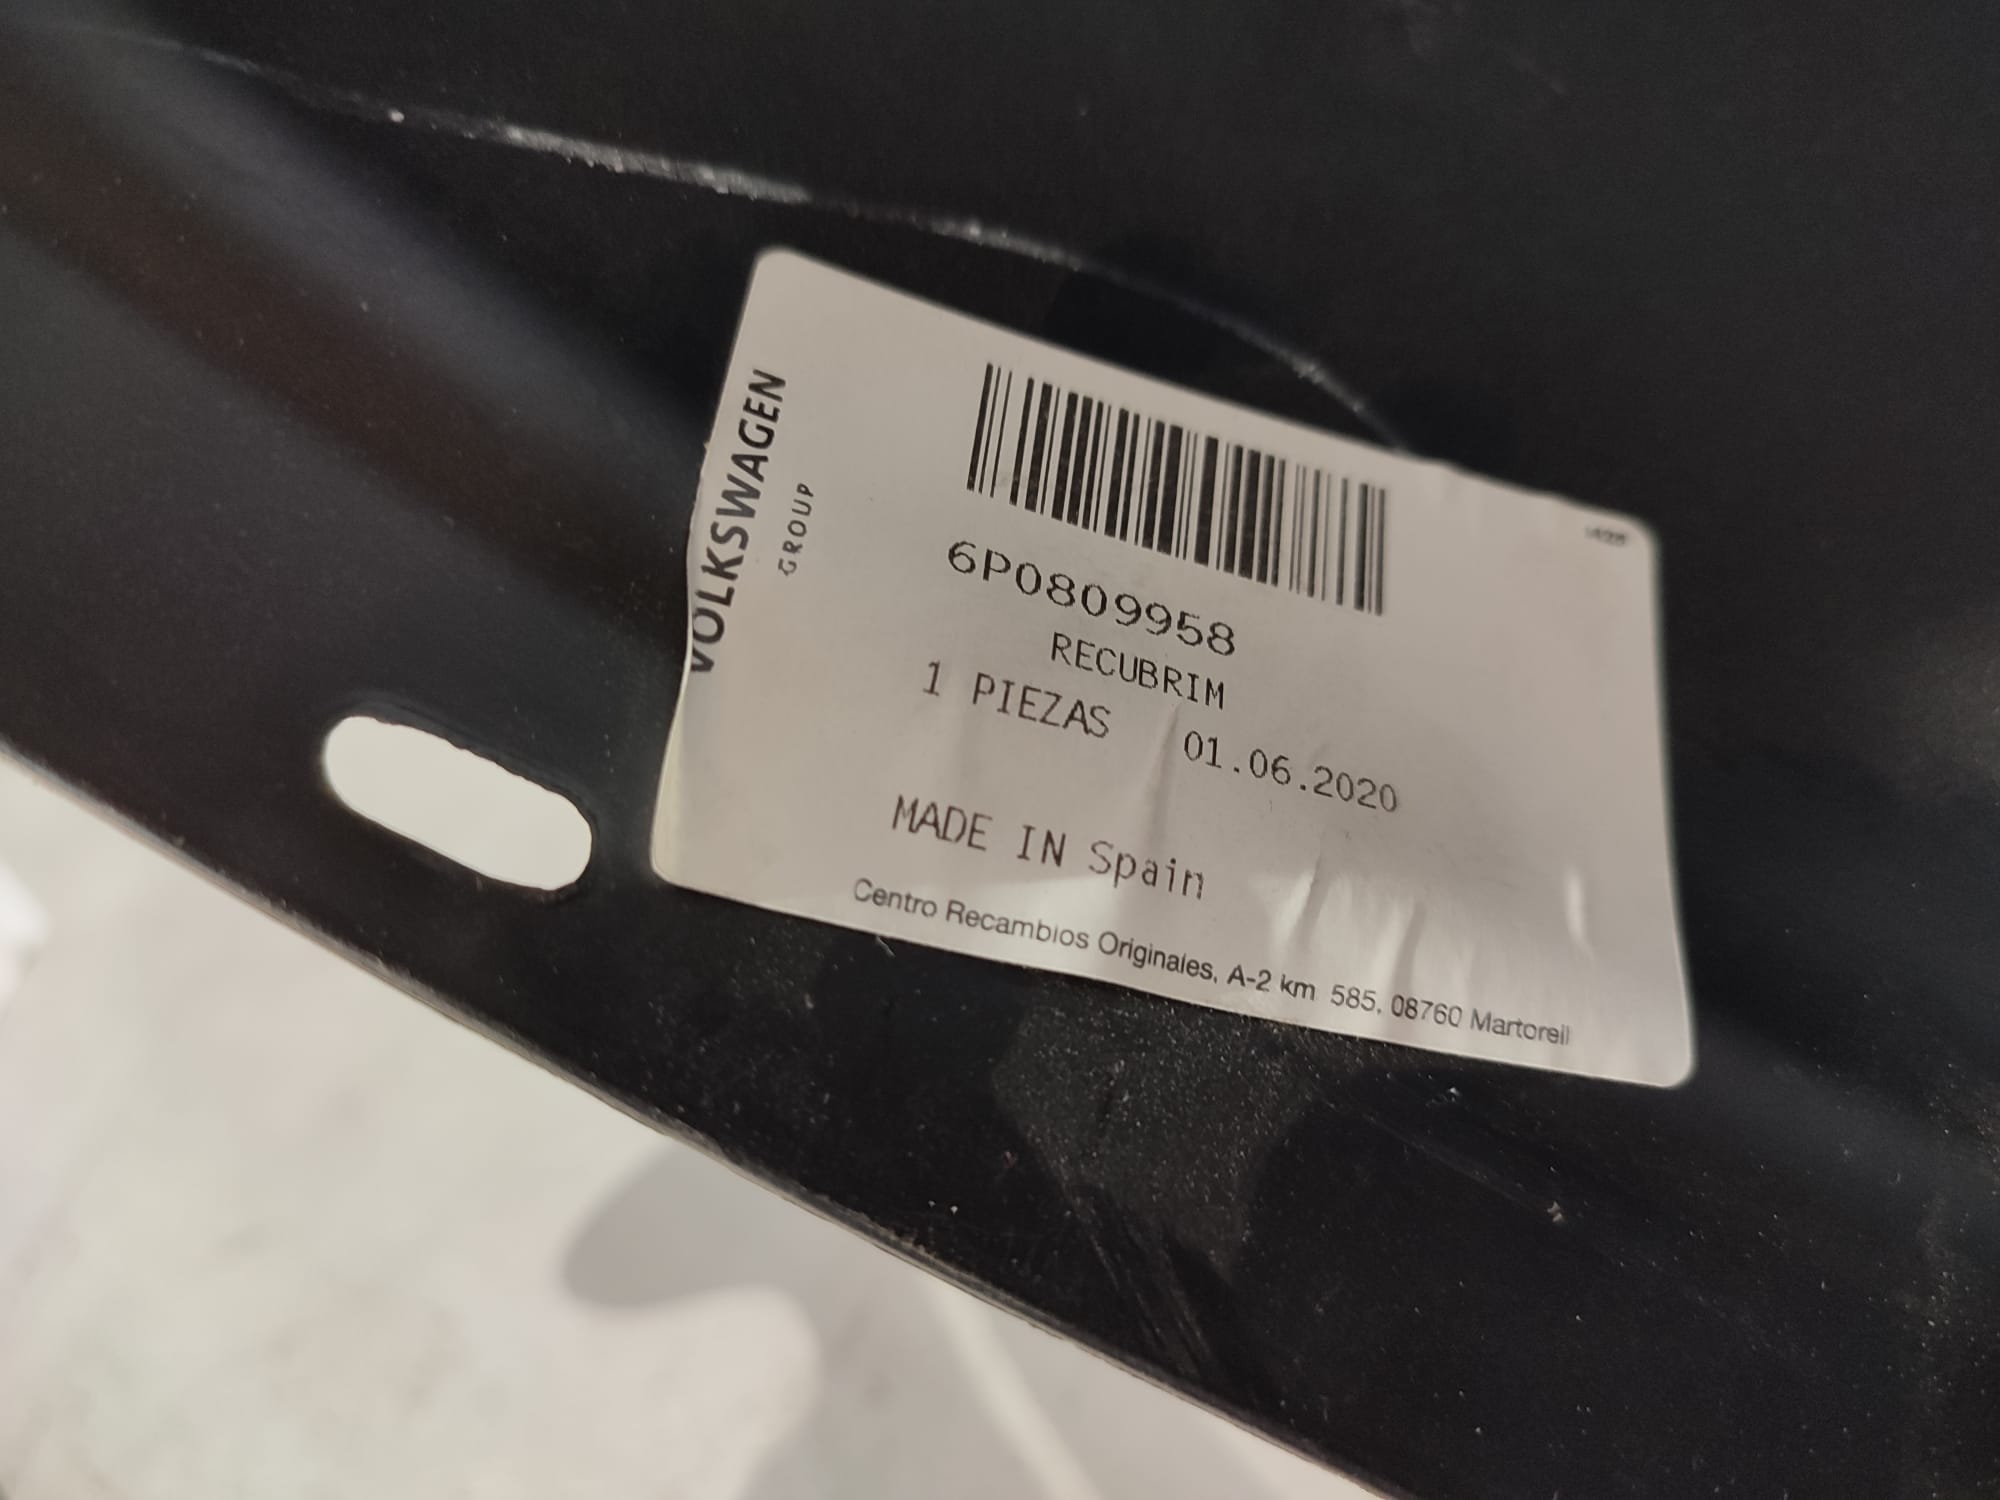 VOLKSWAGEN
GROUP
6P0809958
RECUBRIM
1 PIEZAS 01.06.2020
MADE IN Spain
Centro Recambios Originales, A-2 km 585, 08760 Martorell